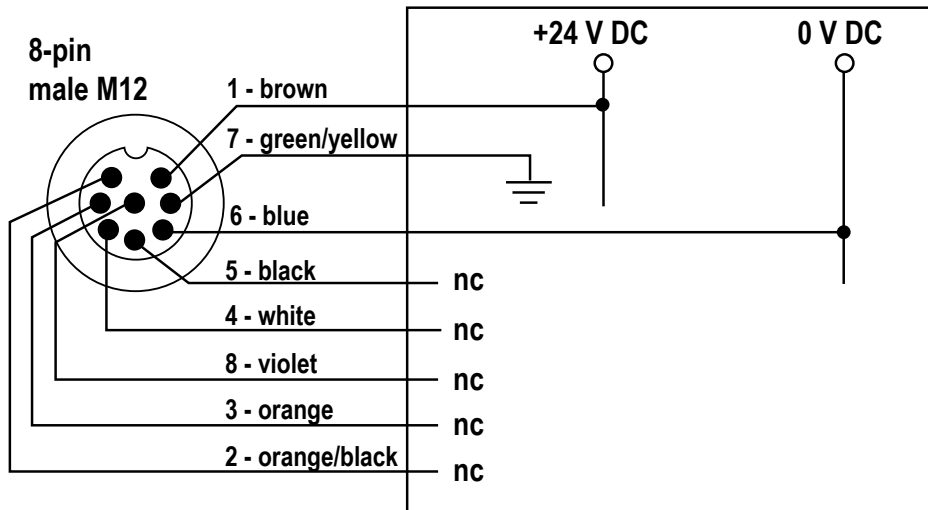 +24 V DC
0 V DC
8-pin
male M12
1 - brown
7 - green/yellow
6 - blue
5 - black
nc
4 - white
nc
8 - violet
nc
3 - orange
nc
2 - orange/black
nc